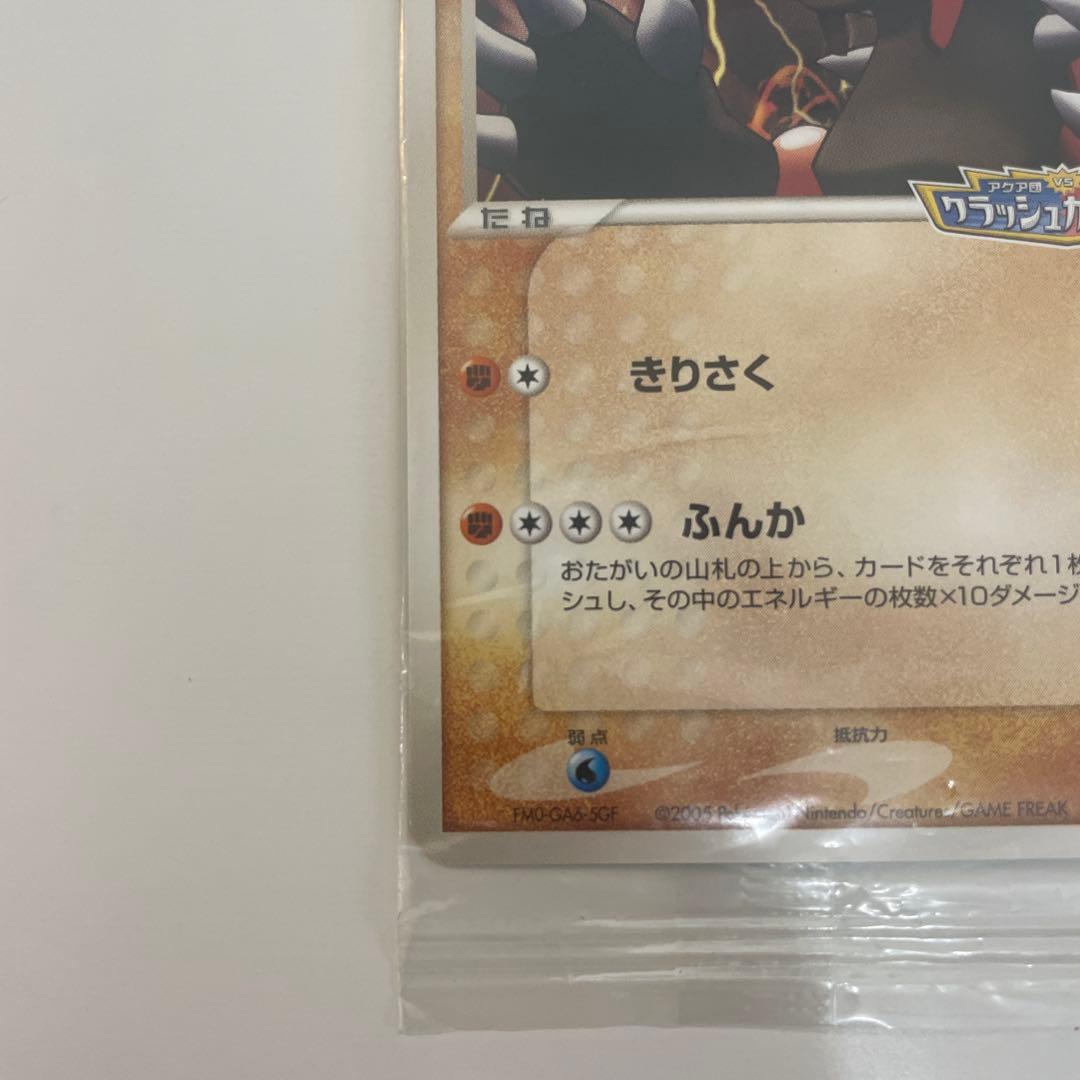 たね
アクア団 VS
クラッシュカ
きりさく
ふんか
おたがいの山札の上から、カードをそれぞれ1枚
シュし、その中のエネルギーの枚数×10ダメージ
弱点
抵抗力
FM0-GA6-5GF
©2005 Pokémon/Nintendo/Creatures/GAME FREAK